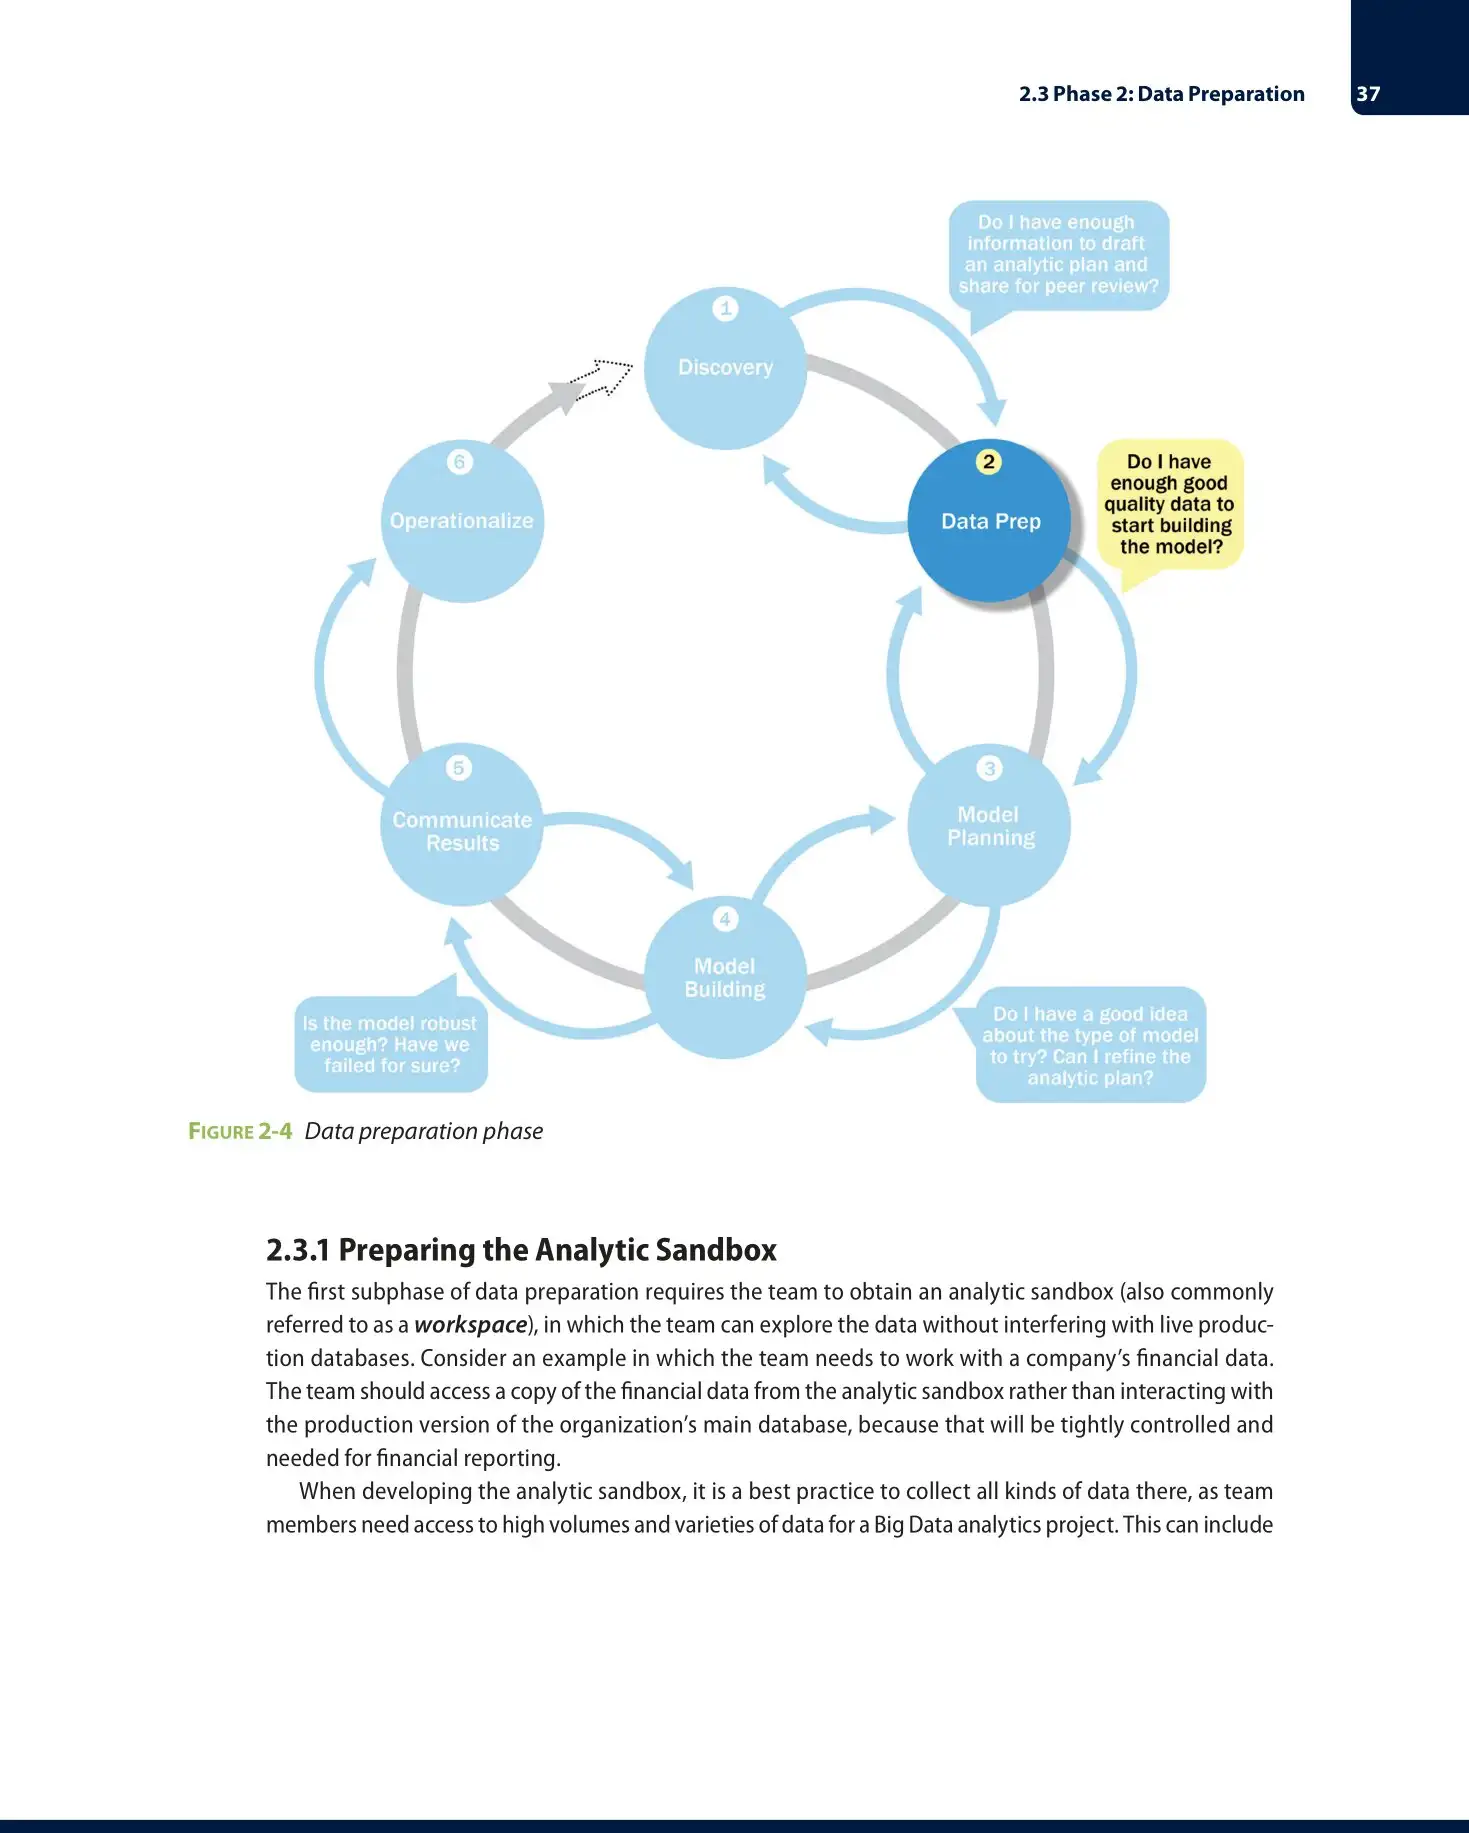 2.3 Phase 2: Data Preparation 37
Do I have enough
information to draft
an analytic plan and
share for peer review?
1
Discovery
2
Data Prep
Do I have
enough good
quality data to
start building
the model?
6
Operationalize
5
Communicate
Results
3
Model
Planning
4
Model
Building
Is the model robust
enough? Have we
failed for sure?
Do I have a good idea
about the type of model
to try? Can I refine the
analytic plan?
FIGURE 2-4 Data preparation phase
2.3.1 Preparing the Analytic Sandbox
The first subphase of data preparation requires the team to obtain an analytic sandbox (also commonly
referred to as a workspace), in which the team can explore the data without interfering with live produc-
tion databases. Consider an example in which the team needs to work with a company’s financial data.
The team should access a copy of the financial data from the analytic sandbox rather than interacting with
the production version of the organization’s main database, because that will be tightly controlled and
needed for financial reporting.
When developing the analytic sandbox, it is a best practice to collect all kinds of data there, as team
members need access to high volumes and varieties of data for a Big Data analytics project. This can include